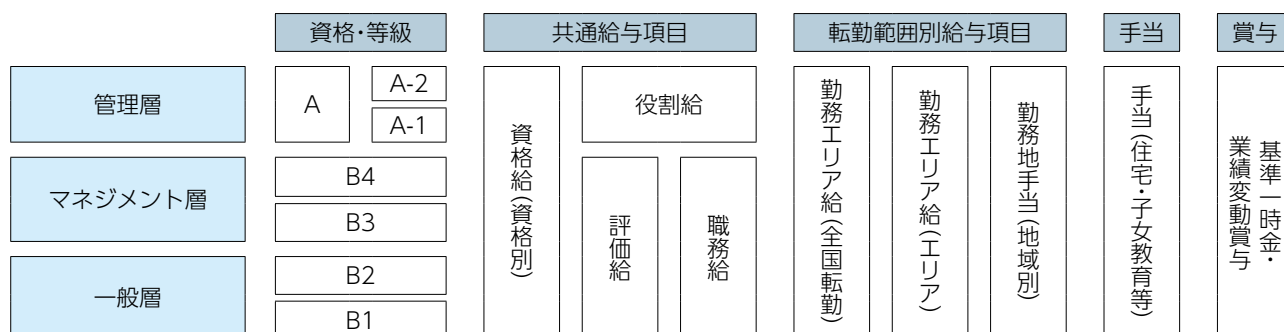 資格・等級
共通給与項目
転勤範囲別給与項目
手当
賞与
管理層
A
A-2
A-1
マネジメント層
B4
B3
一般層
B2
B1
資格給(資格別)
役割給
評価給
職務給
勤務エリア給(全国転勤)
勤務エリア給(エリア)
勤務地手当(地域別)
手当(住宅・子女教育等)
基準一時金・
業績変動賞与